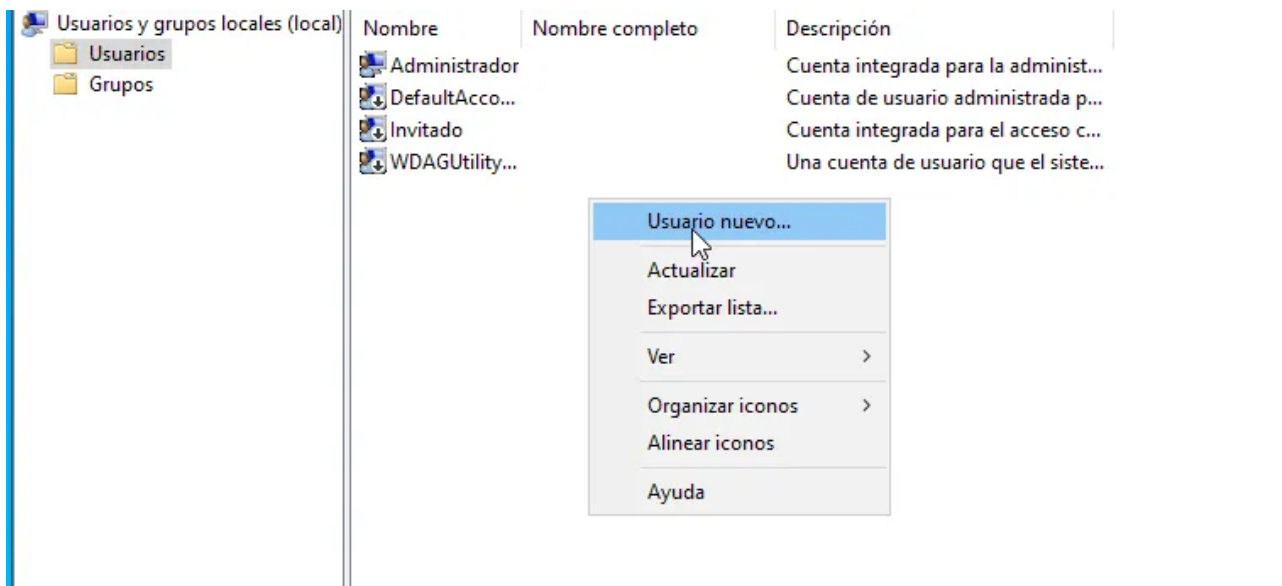 Usuarios y grupos locales (local)
Usuarios
Grupos
Nombre Nombre completo Descripción
Administrador Cuenta integrada para la administ...
DefaultAcco... Cuenta de usuario administrada p...
Invitado Cuenta integrada para el acceso c...
WDAGUtility... Una cuenta de usuario que el siste...
Usuario nuevo...
Actualizar
Exportar lista...
Ver
Organizar iconos
Alinear iconos
Ayuda